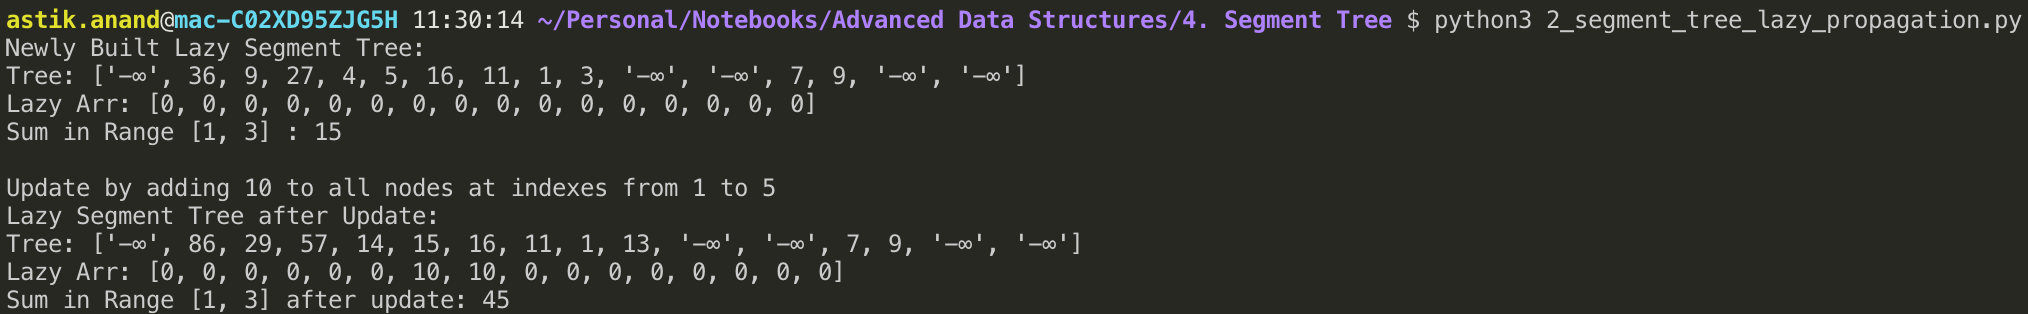 astik.anand@mac-C02XD95ZJG5H 11:30:14 ~/Personal/Notebooks/Advanced Data Structures/4. Segment Tree $ python3 2_segment_tree_lazy_propagation.py
Newly Built Lazy Segment Tree:
Tree: ['-∞', 36, 9, 27, 4, 5, 16, 11, 1, 3, '-∞', '-∞', 7, 9, '-∞', '-∞']
Lazy Arr: [0, 0, 0, 0, 0, 0, 0, 0, 0, 0, 0, 0, 0, 0, 0, 0]
Sum in Range [1, 3] : 15

Update by adding 10 to all nodes at indexes from 1 to 5
Lazy Segment Tree after Update:
Tree: ['-∞', 86, 29, 57, 14, 15, 16, 11, 1, 13, '-∞', '-∞', 7, 9, '-∞', '-∞']
Lazy Arr: [0, 0, 0, 0, 0, 0, 10, 10, 0, 0, 0, 0, 0, 0, 0, 0]
Sum in Range [1, 3] after update: 45